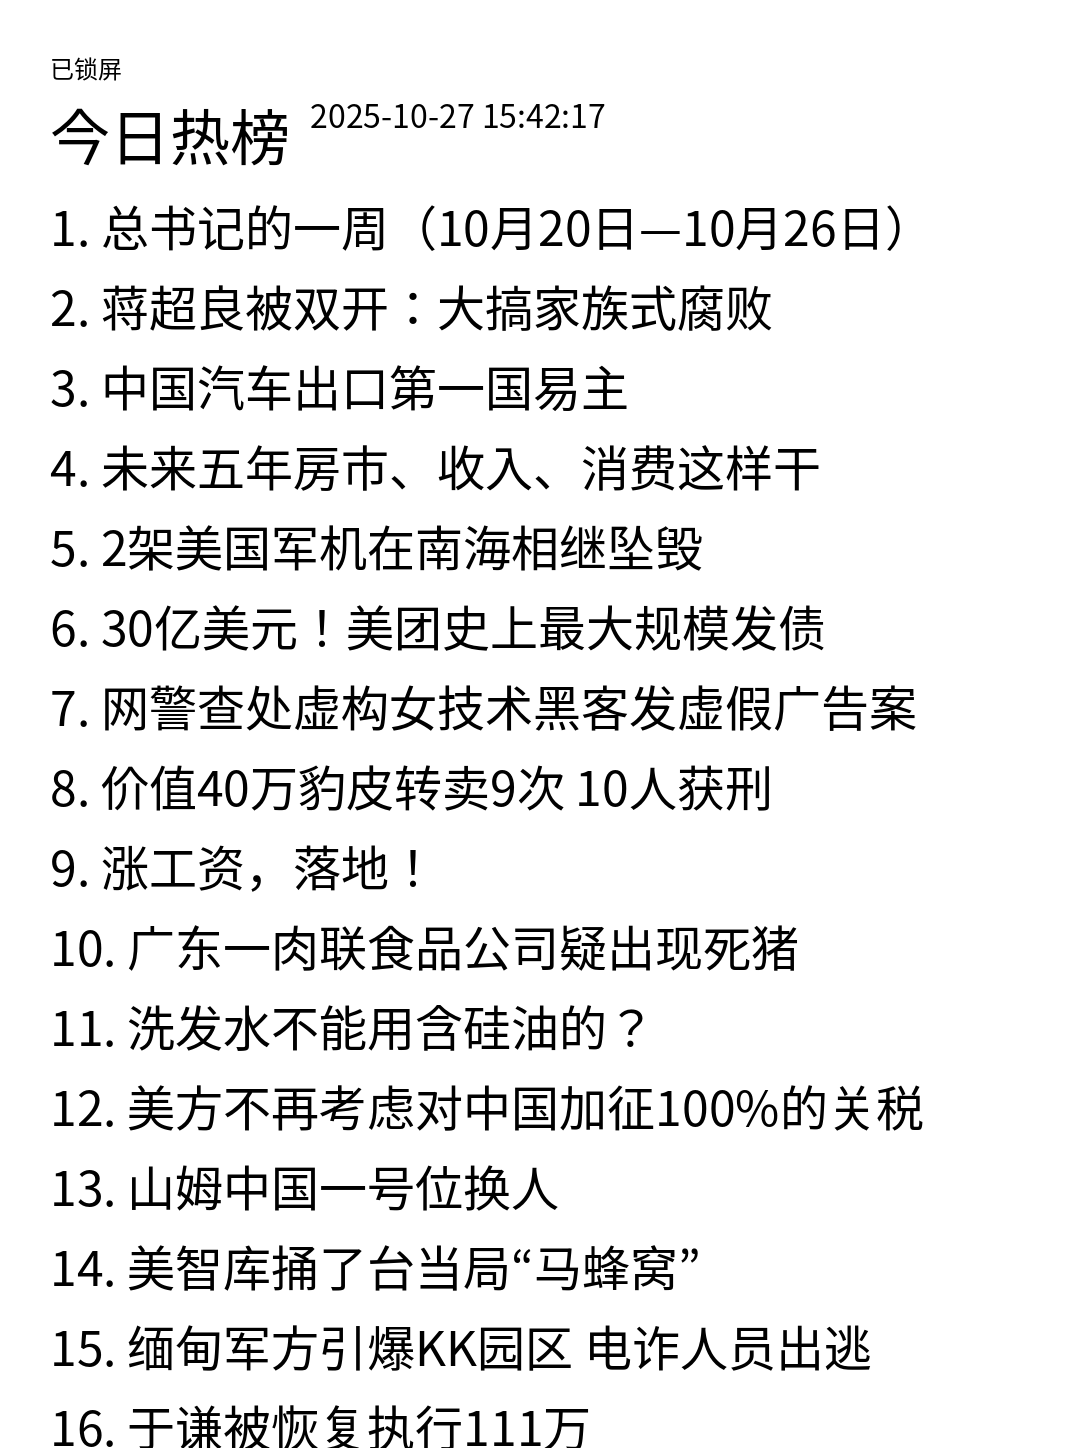 已锁屏
今日热榜 2025-10-27 15:42:17
1. 总书记的一周（10月20日—10月26日）
2. 蒋超良被双开：大搞家族式腐败
3. 中国汽车出口第一国易主
4. 未来五年房市、收入、消费这样干
5. 2架美国军机在南海相继坠毁
6. 30亿美元！美团史上最大规模发债
7. 网警查处虚构女技术黑客发虚假广告案
8. 价值40万豹皮转卖9次 10人获刑
9. 涨工资，落地！
10. 广东一肉联食品公司疑出现死猪
11. 洗发水不能用含硅油的？
12. 美方不再考虑对中国加征100%的关税
13. 山姆中国一号位换人
14. 美智库捅了台当局“马蜂窝”
15. 缅甸军方引爆KK园区 电诈人员出逃
16. 于谦被恢复执行111万